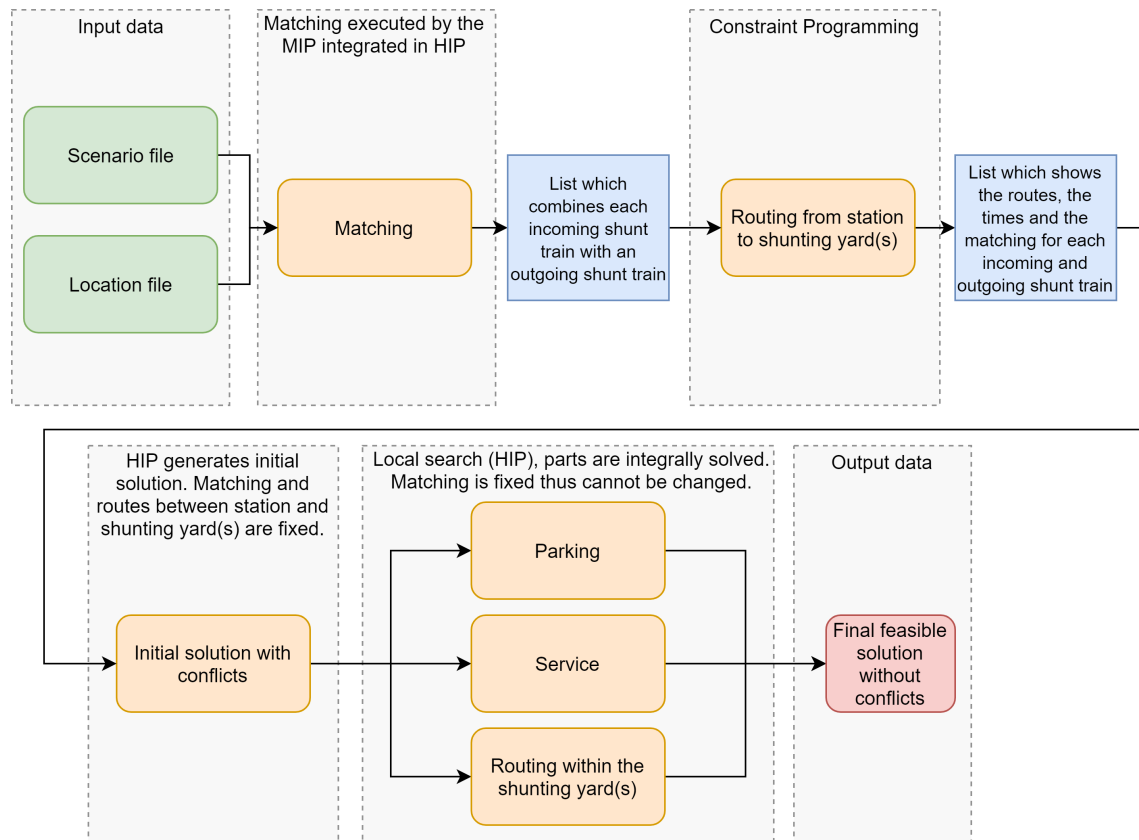 Input data
Scenario file
Location file
Matching executed by the
MIP integrated in HIP
Matching
List which
combines each
incoming shunt
train with an
outgoing shunt train
Constraint Programming
Routing from station
to shunting yard(s)
List which shows
the routes, the
times and the
matching for each
incoming and
outgoing shunt train
HIP generates initial
solution. Matching and
routes between station and
shunting yard(s) are fixed.
Initial solution with
conflicts
Local search (HIP), parts are integrally solved.
Matching is fixed thus cannot be changed.
Parking
Service
Routing within the
shunting yard(s)
Output data
Final feasible
solution
without
conflicts